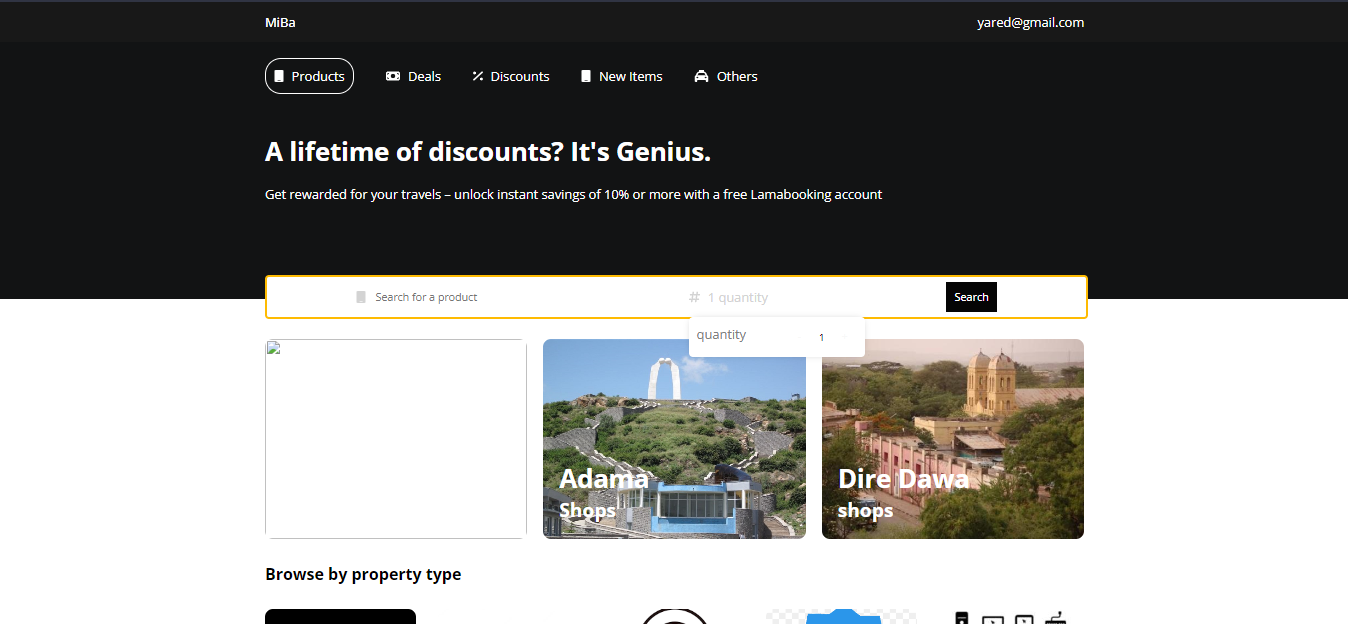 MiBa yared@gmail.com
Products Deals Discounts New Items Others
A lifetime of discounts? It's Genius.
Get rewarded for your travels – unlock instant savings of 10% or more with a free Lamabooking account
Search for a product # 1 quantity Search
quantity 1
Adama
Shops
Dire Dawa
shops
Browse by property type